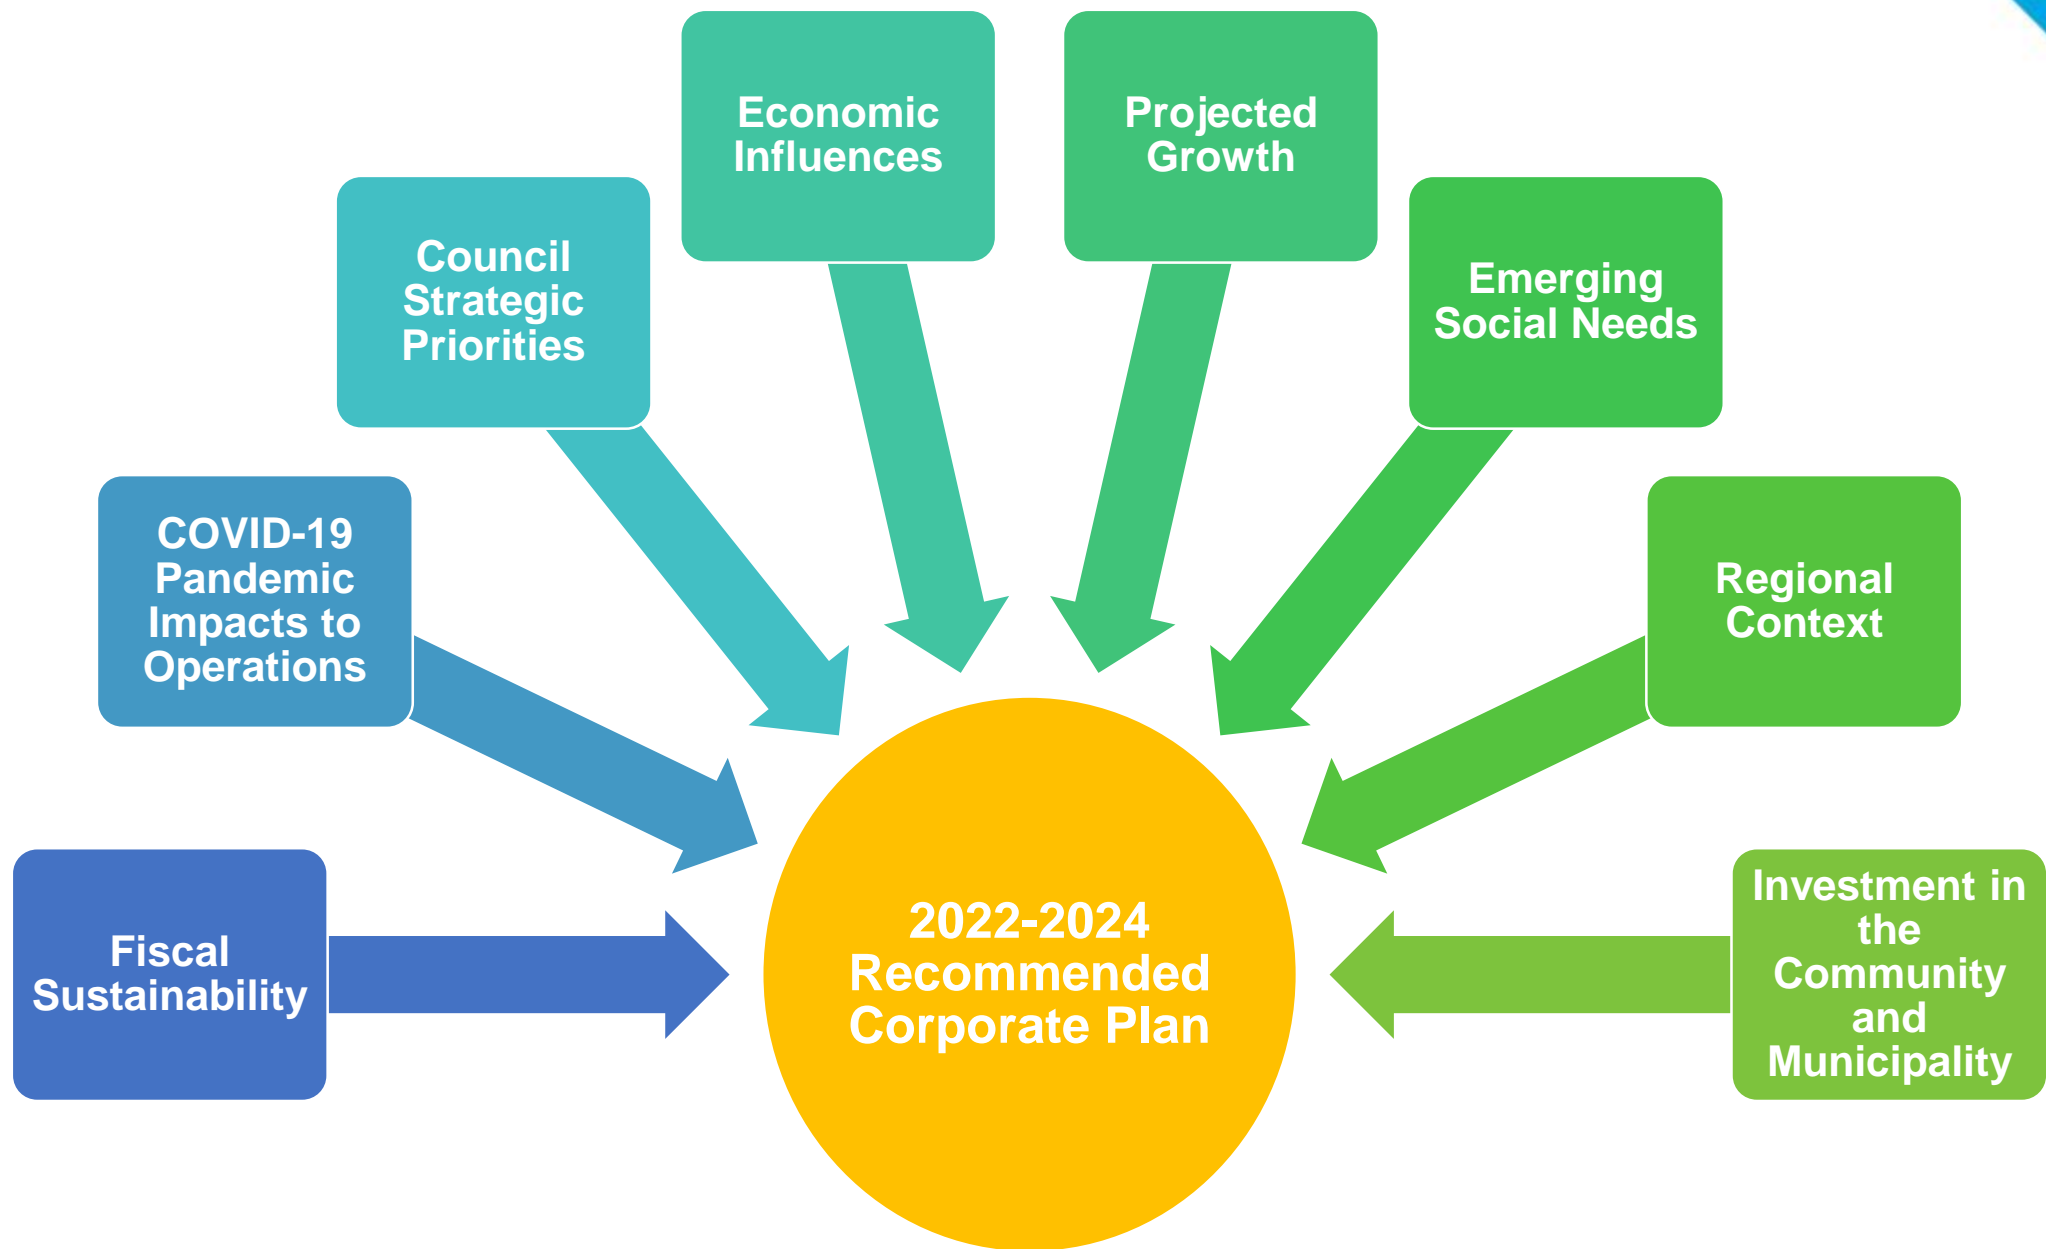 Economic
Influences
Projected
Growth
Council
Strategic
Priorities
Emerging
Social Needs
COVID-19
Pandemic
Impacts to
Operations
Regional
Context
Fiscal
Sustainability
2022-2024
Recommended
Corporate Plan
Investment in
the
Community
and
Municipality